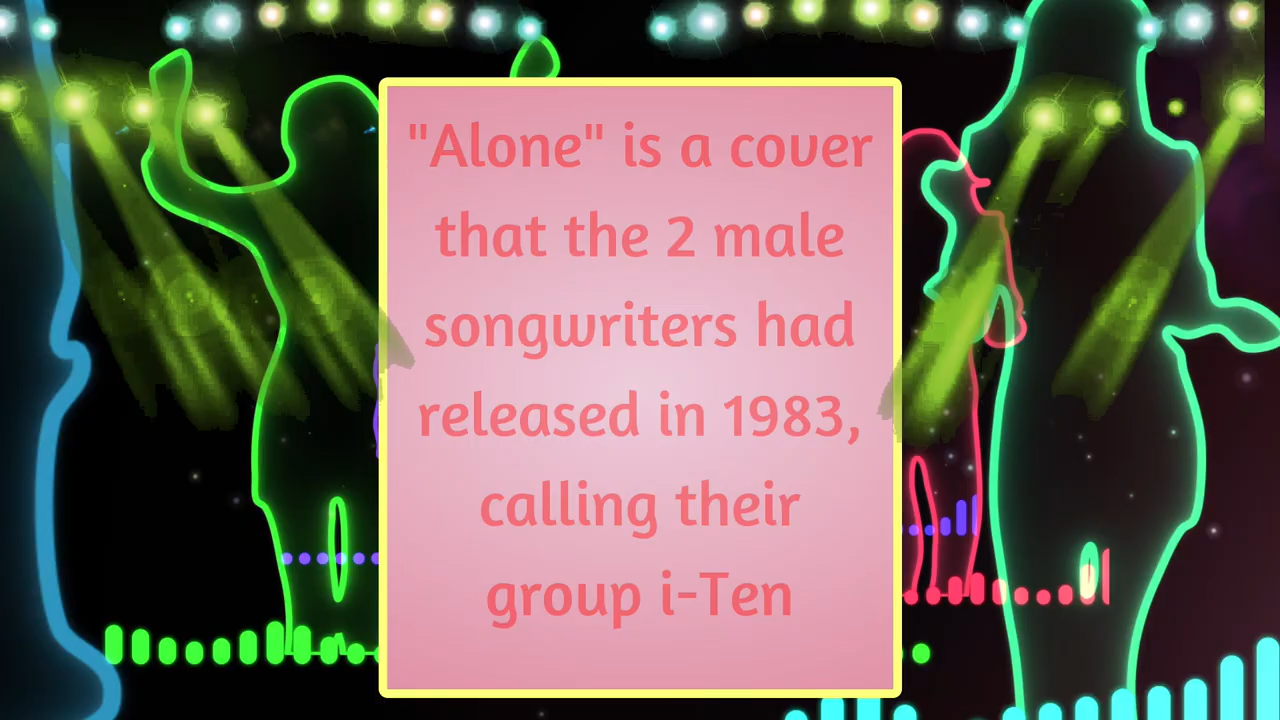 "Alone" is a cover
that the 2 male
songwriters had
released in 1983,
calling their
group i-Ten